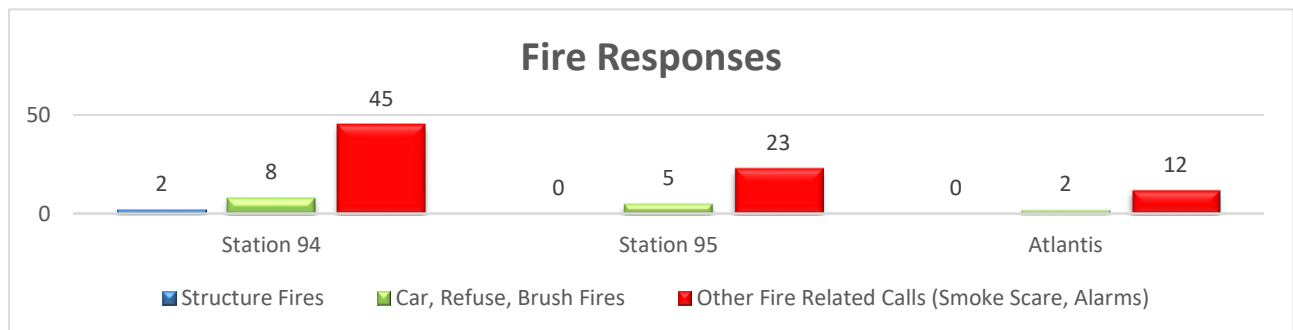 Fire Responses
50
45
2
8
0
5
23
0
2
12
0
Station 94
Station 95
Atlantis
Structure Fires
Car, Refuse, Brush Fires
Other Fire Related Calls (Smoke Scare, Alarms)